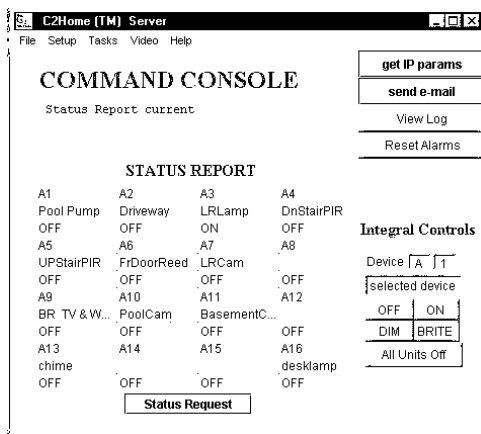 C2Home (TM) Server
File Setup Tasks Video Help
COMMAND CONSOLE
Status Report current
get IP params
send e-mail
View Log
Reset Alarms
STATUS REPORT
A1 A2 A3 A4
Pool Pump Driveway LRLamp DnStairPIR
OFF OFF ON OFF
A5 A6 A7 A8
UPStairPIR FrDoorReed LRCam .
OFF OFF OFF OFF
A9 A10 A11 A12
BR TV & W... PoolCam BasementC... .
OFF OFF OFF OFF
A13 A14 A15 A16
chime . . desklamp
OFF OFF OFF OFF
Status Request
Integral Controls
Device A 1
selected device
OFF ON
DIM BRITE
All Units Off